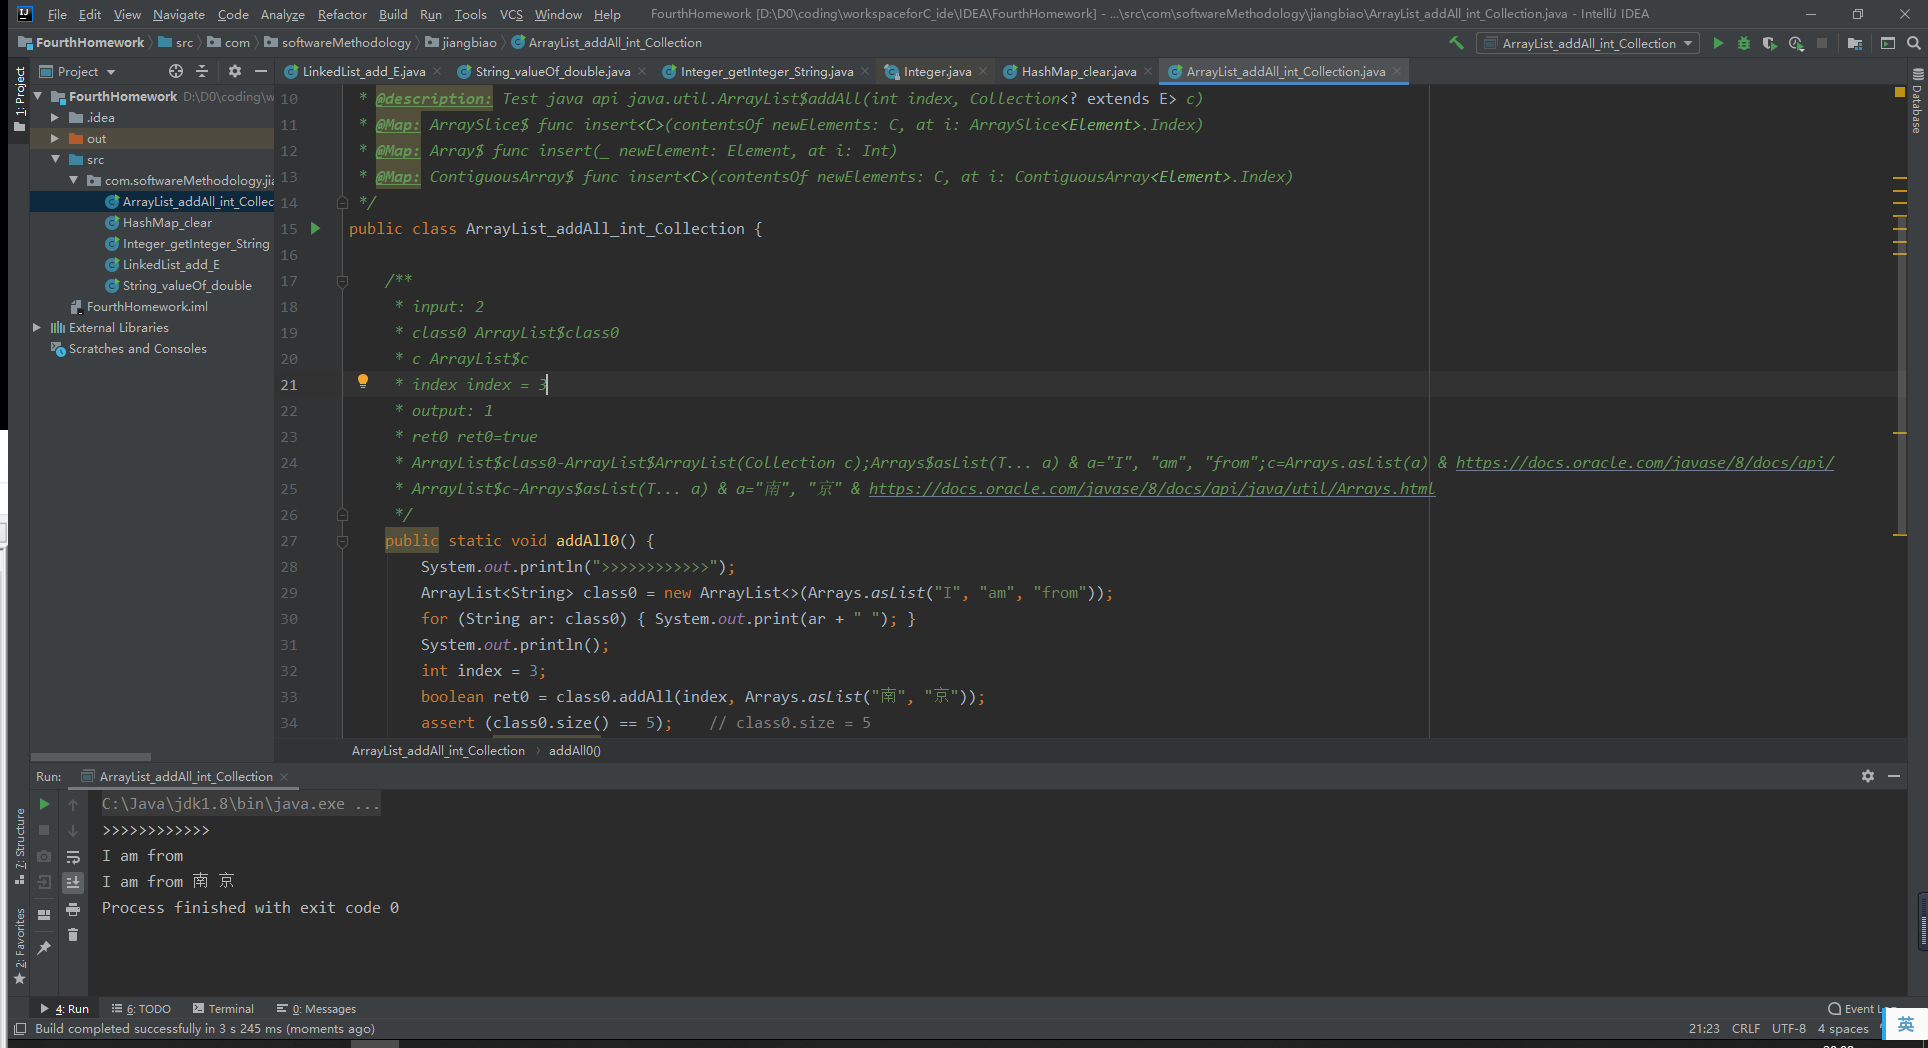 File Edit View Navigate Code Analyze Refactor Build Run Tools VCS Window Help FourthHomework [D:\D0\coding\workspaceforC_ide\IDEA\FourthHomework] - ...\src\com\softwareMethodology\jiangbiao\ArrayList_addAll_int_Collection.java - IntelliJ IDEA
FourthHomework src com softwareMethodology jiangbiao ArrayList_addAll_int_Collection ArrayList_addAll_int_Collection
Project LinkedList_add_E.java String_valueOf_double.java Integer_getInteger_String.java Integer.java HashMap_clear.java ArrayList_addAll_int_Collection.java
1: Project
Database
FourthHomework D:\D0\coding\w
.idea
out
src
com.softwareMethodology.jia
ArrayList_addAll_int_Collec
HashMap_clear
Integer_getInteger_String
LinkedList_add_E
String_valueOf_double
FourthHomework.iml
External Libraries
Scratches and Consoles
10 * @description: Test java api java.util.ArrayList$addAll(int index, Collection<? extends E> c)
11 * @Map: ArraySlice$ func insert<C>(contentsOf newElements: C, at i: ArraySlice<Element>.Index)
12 * @Map: Array$ func insert(_ newElement: Element, at i: Int)
13 * @Map: ContiguousArray$ func insert<C>(contentsOf newElements: C, at i: ContiguousArray<Element>.Index)
14 */
15 public class ArrayList_addAll_int_Collection {
16
17 /**
18 * input: 2
19 * class0 ArrayList$class0
20 * c ArrayList$c
21 * index index = 3
22 * output: 1
23 * ret0 ret0=true
24 * ArrayList$class0-ArrayList$ArrayList(Collection c);Arrays$asList(T... a) & a="I", "am", "from";c=Arrays.asList(a) & https://docs.oracle.com/javase/8/docs/api/
25 * ArrayList$c-Arrays$asList(T... a) & a="南", "京" & https://docs.oracle.com/javase/8/docs/api/java/util/Arrays.html
26 */
27 public static void addAll0() {
28 System.out.println(">>>>>>>>>>>>");
29 ArrayList<String> class0 = new ArrayList<>(Arrays.asList("I", "am", "from"));
30 for (String ar: class0) { System.out.print(ar + " "); }
31 System.out.println();
32 int index = 3;
33 boolean ret0 = class0.addAll(index, Arrays.asList("南", "京"));
34 assert (class0.size() == 5); // class0.size = 5
ArrayList_addAll_int_Collection addAll0()
Run: ArrayList_addAll_int_Collection
C:\Java\jdk1.8\bin\java.exe ...
>>>>>>>>>>>>
I am from
I am from 南 京
Process finished with exit code 0
7: Structure
2: Favorites
4: Run 6: TODO Terminal 0: Messages Event L
Build completed successfully in 3 s 245 ms (moments ago) 21:23 CRLF UTF-8 4 spaces
英